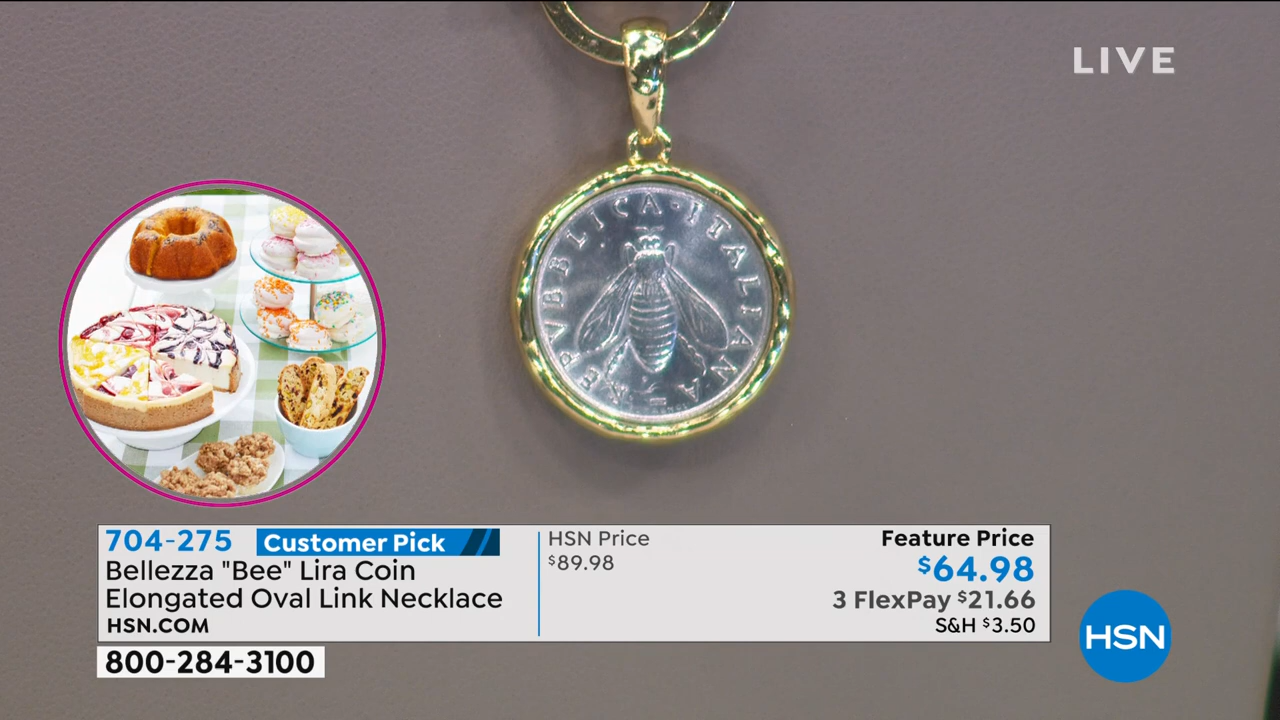 LIVE
REPVBBLICA·ITALIANA
704-275 Customer Pick
Bellezza "Bee" Lira Coin
Elongated Oval Link Necklace
HSN.COM
800-284-3100
HSN Price
$89.98
Feature Price
$64.98
3 FlexPay $21.66
S&H $3.50
HSN